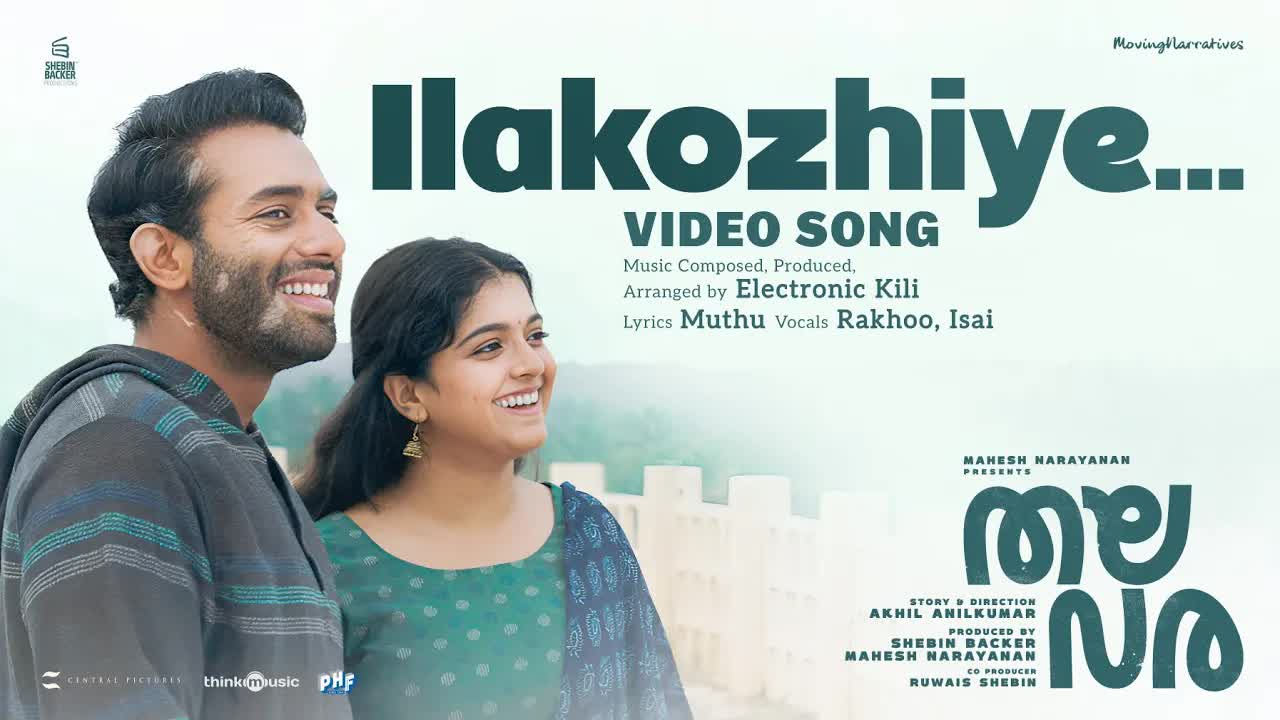 SHEBIN
BACKER
PRODUCTIONS
MovingNarratives
Ilakozhiye...
VIDEO SONG
Music Composed, Produced,
Arranged by Electronic Kili
Lyrics Muthu Vocals Rakhoo, Isai
MAHESH NARAYANAN
PRESENTS
തല
വര
STORY & DIRECTION
AKHIL ANILKUMAR
PRODUCED BY
SHEBIN BACKER
MAHESH NARAYANAN
CO PRODUCER
RUWAIS SHEBIN
CENTRAL PICTURES
thinkmusic
PHF